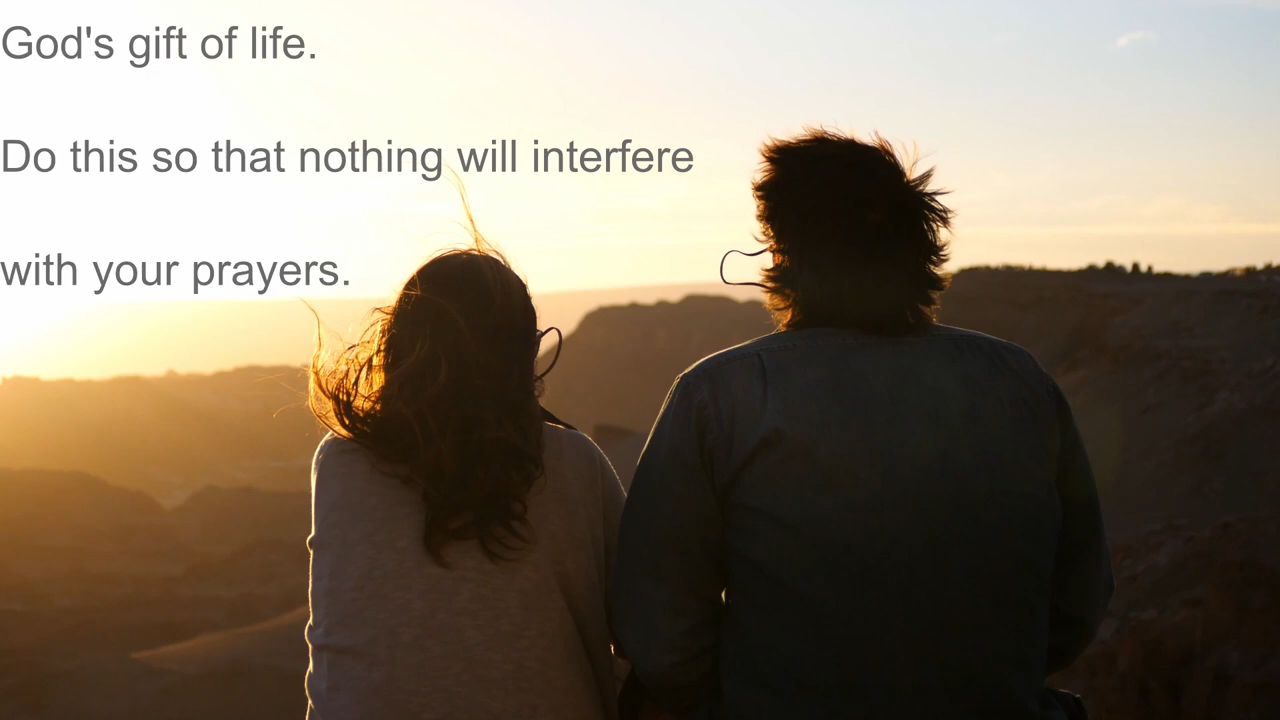 God's gift of life.
Do this so that nothing will interfere
with your prayers.